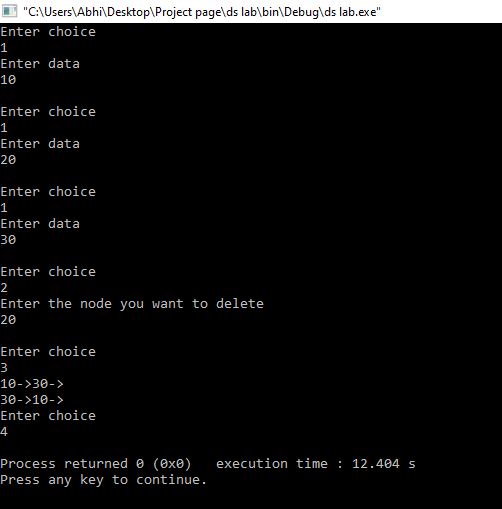 "C:\Users\Abhi\Desktop\Project page\ds lab\bin\Debug\ds lab.exe"
Enter choice
1
Enter data
10
Enter choice
1
Enter data
20
Enter choice
1
Enter data
30
Enter choice
2
Enter the node you want to delete
20
Enter choice
3
10->30->
30->10->
Enter choice
4
Process returned 0 (0x0)   execution time : 12.404 s
Press any key to continue.